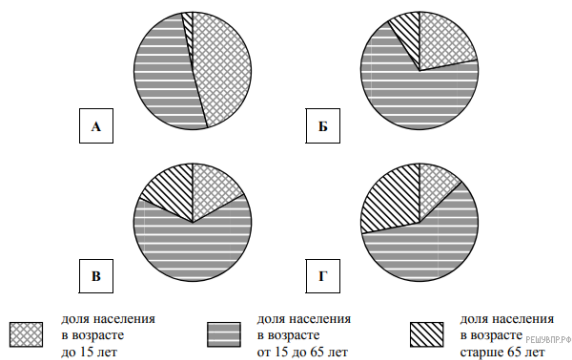 А
Б
В
Г
доля населения
в возрасте
до 15 лет
доля населения
в возрасте
от 15 до 65 лет
доля населения
в возрасте
старше 65 лет
РЕШУВПР.РФ